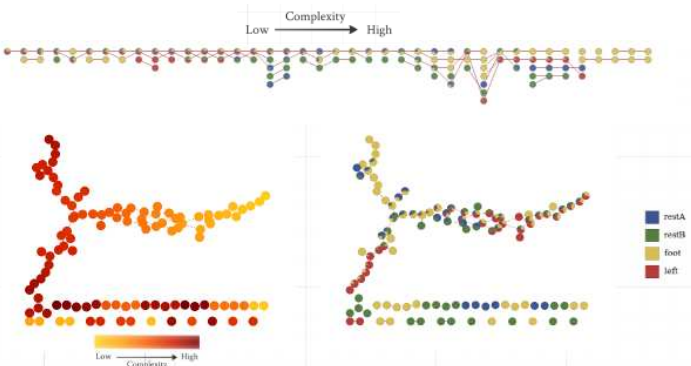 Complexity
Low High
restA
restB
foot
left
Low High
Complexity